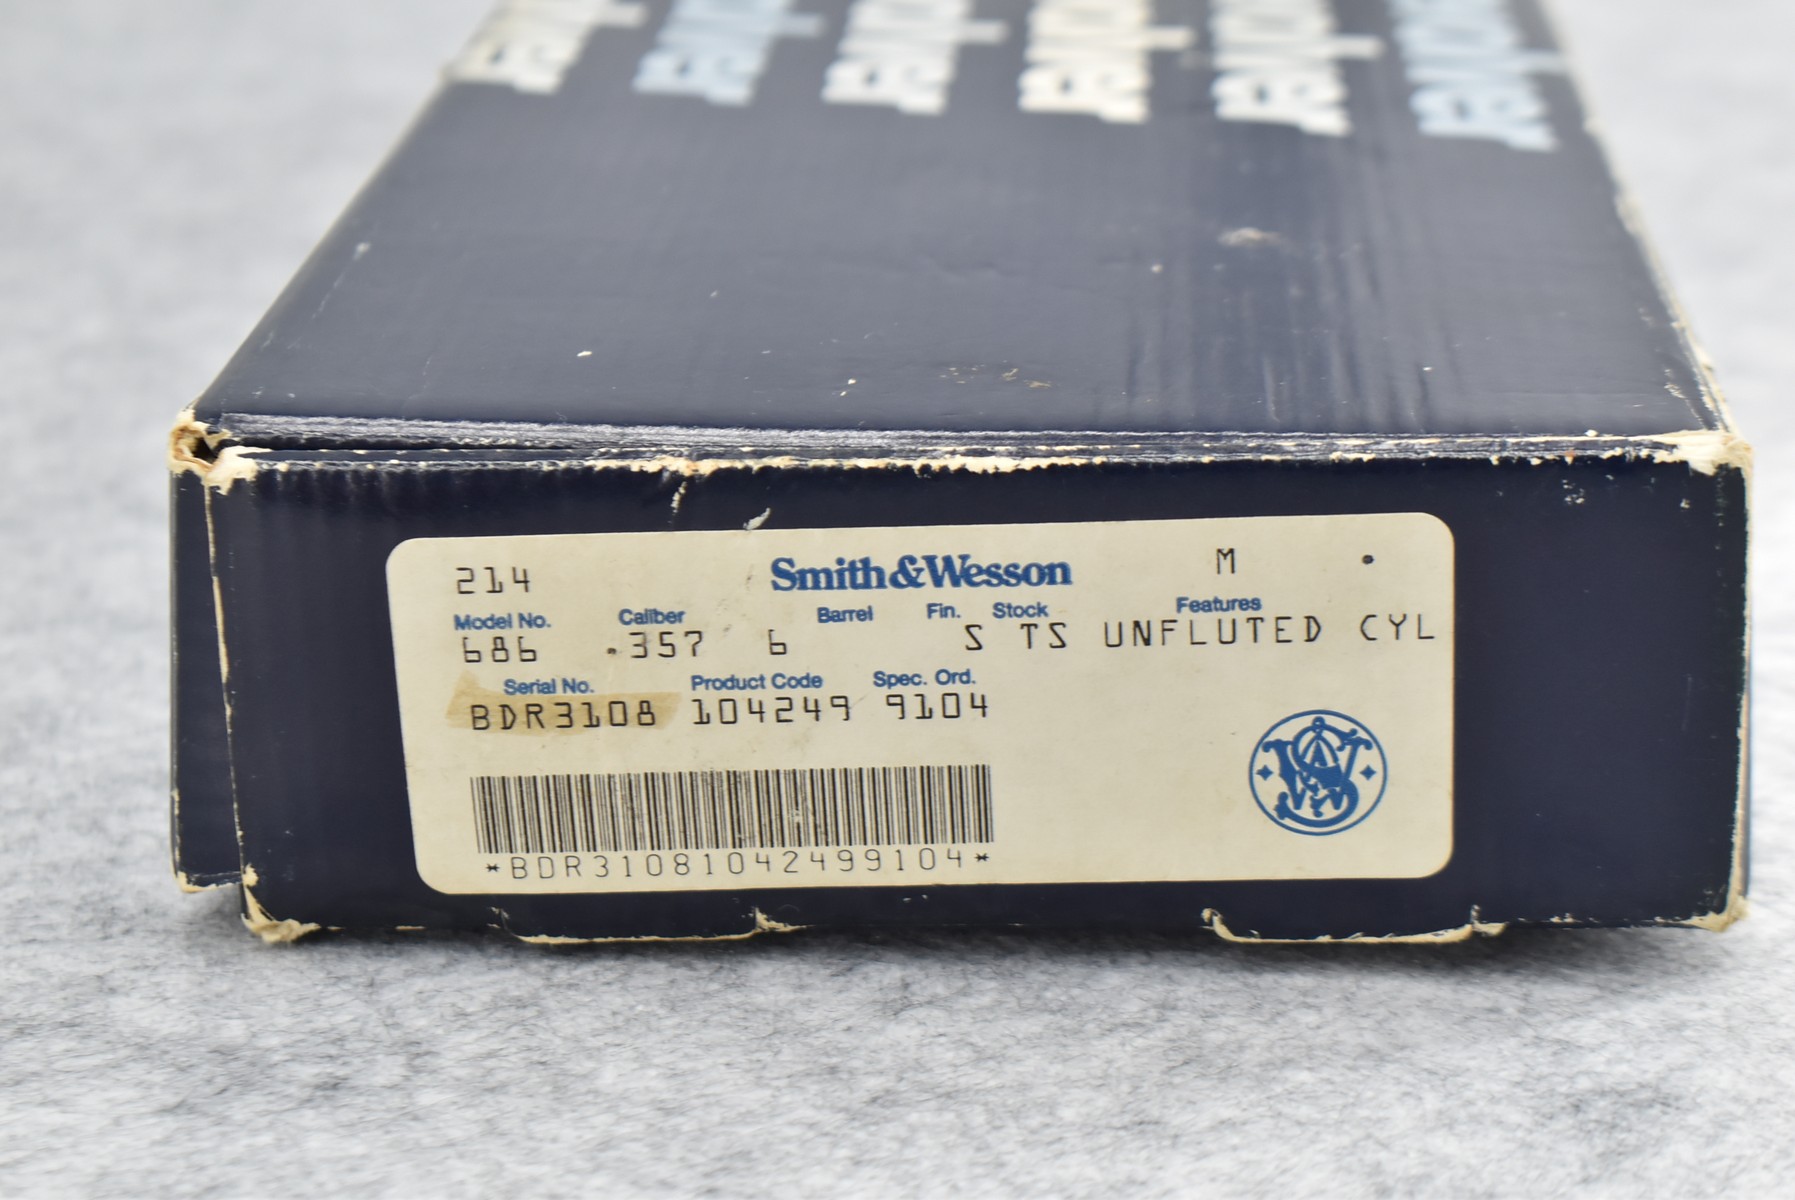 214 Smith&Wesson M
Model No. Caliber Barrel Fin. Stock Features
686 .357 6 S TS UNFLUTED CYL
Serial No. Product Code Spec. Ord.
BDR3108 104249 9104
*BDR31081042499104*